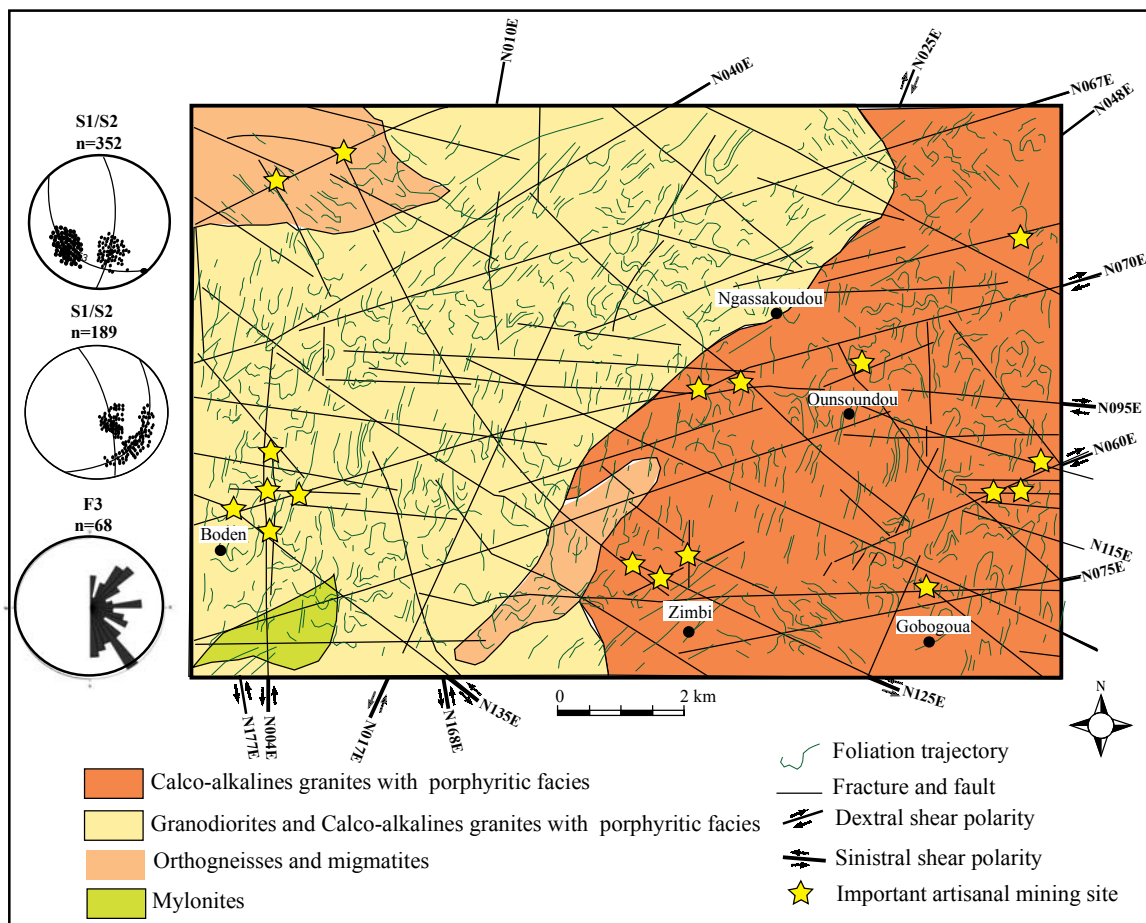 N010E
N040E
N025E
N067E
N048E
S1/S2
n=352
3
N070E
Ngassakoudou
S1/S2
n=189
Ounsoundou
N095E
N060E
F3
n=68
Boden
N115E
N075E
Zimbi
Gobogoua
N177E
N004E
N017E
N168E
N135E
0 2 km
N125E
N
Calco-alkalines granites with porphyritic facies
Granodiorites and Calco-alkalines granites with porphyritic facies
Orthogneisses and migmatites
Mylonites
Foliation trajectory
Fracture and fault
Dextral shear polarity
Sinistral shear polarity
Important artisanal mining site